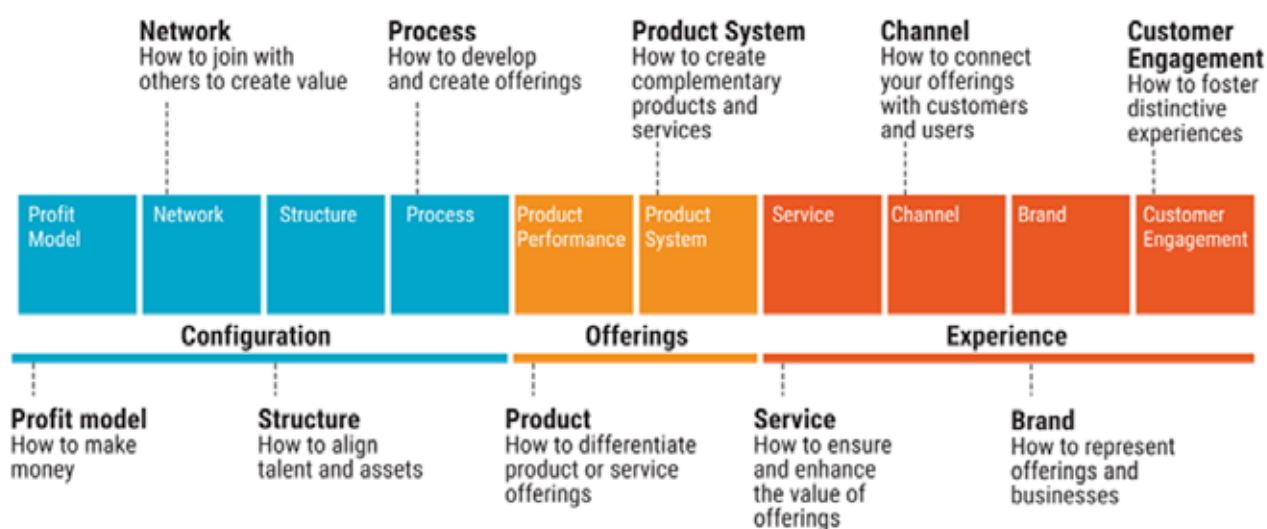 Network
How to join with
others to create value
Process
How to develop
and create offerings
Product System
How to create
complementary
products and
services
Channel
How to connect
your offerings
with customers
and users
Customer
Engagement
How to foster
distinctive
experiences
Profit
Model
Network
Structure
Process
Product
Performance
Product
System
Service
Channel
Brand
Customer
Engagement
Configuration
Offerings
Experience
Profit model
How to make
money
Structure
How to align
talent and assets
Product
How to differentiate
product or service
offerings
Service
How to ensure
and enhance
the value of
offerings
Brand
How to represent
offerings and
businesses